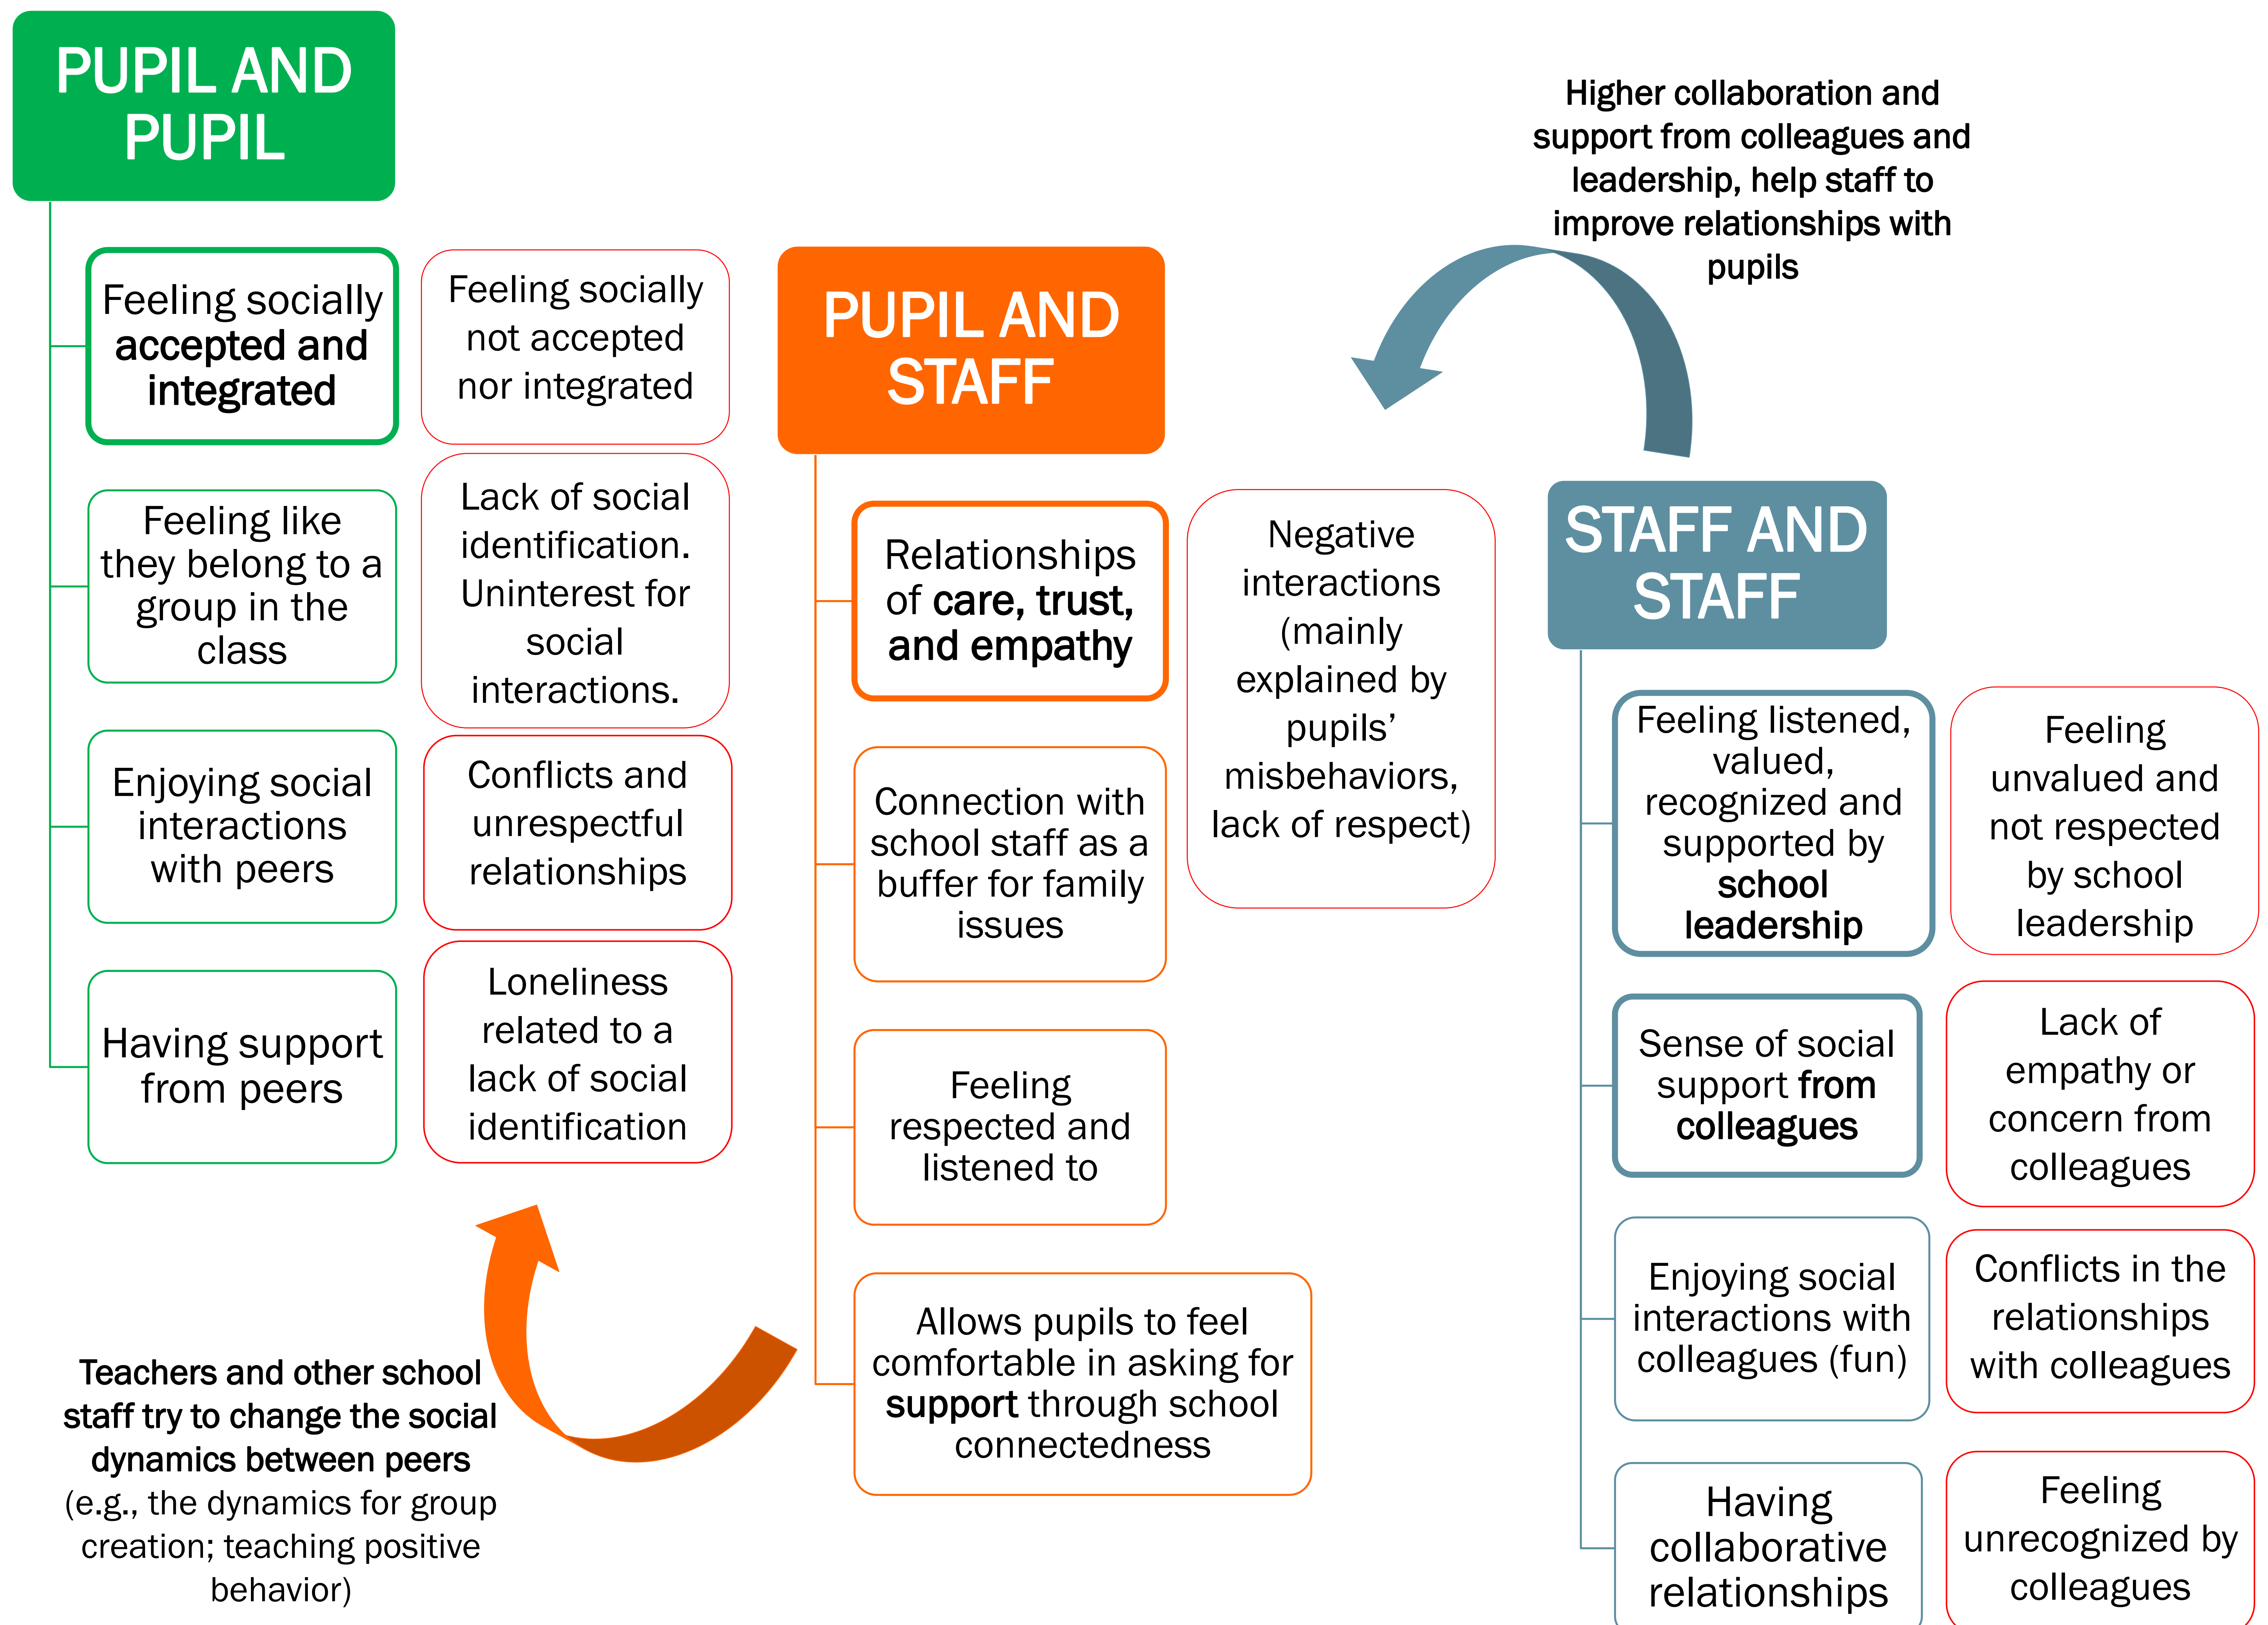 PUPIL AND
PUPIL
Feeling socially
accepted and
integrated
Feeling socially
not accepted
nor integrated
Feeling like
they belong to a
group in the
class
Lack of social
identification.
Uninterest for
social
interactions.
Enjoying social
interactions
with peers
Conflicts and
unrespectful
relationships
Having support
from peers
Loneliness
related to a
lack of social
identification
Teachers and other school
staff try to change the social
dynamics between peers
(e.g., the dynamics for group
creation; teaching positive
behavior)
PUPIL AND
STAFF
Relationships
of care, trust,
and empathy
Negative
interactions
(mainly
explained by
pupils’
misbehaviors,
lack of respect)
Connection with
school staff as a
buffer for family
issues
Feeling
respected and
listened to
Allows pupils to feel
comfortable in asking for
support through school
connectedness
Higher collaboration and
support from colleagues and
leadership, help staff to
improve relationships with
pupils
STAFF AND
STAFF
Feeling listened,
valued,
recognized and
supported by
school
leadership
Feeling
unvalued and
not respected
by school
leadership
Sense of social
support from
colleagues
Lack of
empathy or
concern from
colleagues
Enjoying social
interactions with
colleagues (fun)
Conflicts in the
relationships
with colleagues
Having
collaborative
relationships
Feeling
unrecognized by
colleagues